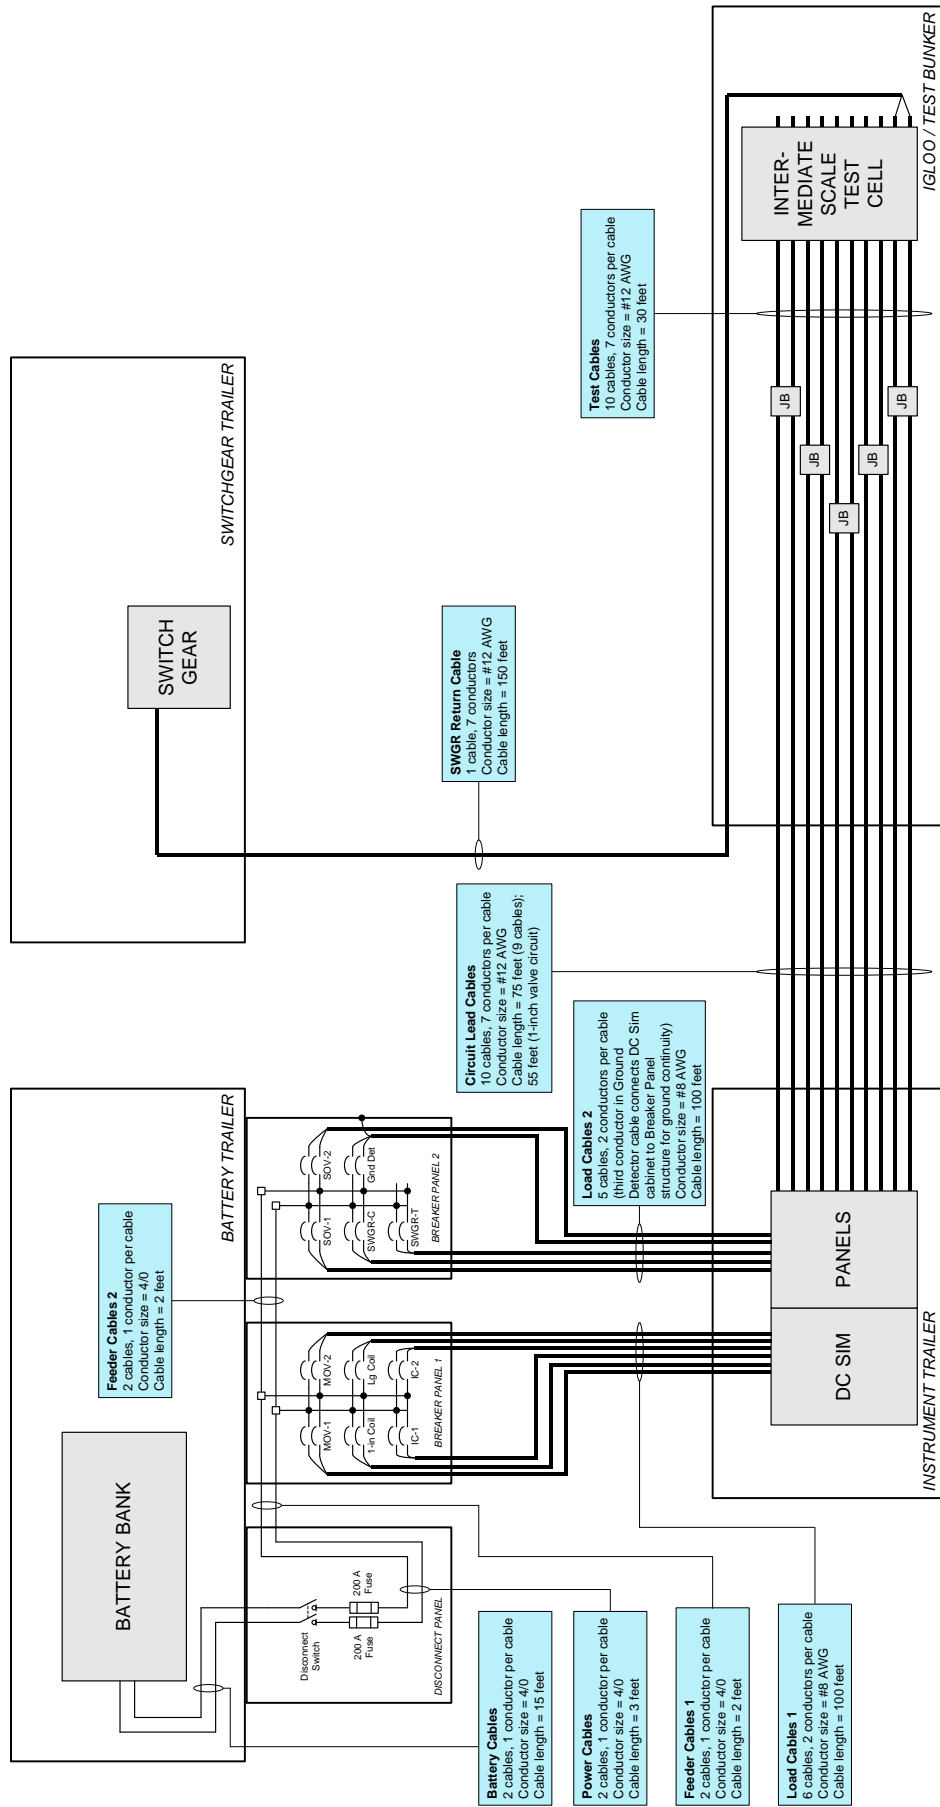 BATTERY BANK
BATTERY TRAILER
Feeder Cables 2
2 cables, 1 conductor per cable
Conductor size = 4/0
Cable length = 2 feet
SWITCH
GEAR
SWITCHGEAR TRAILER
Disconnect
Switch
200 A
Fuse
200 A
Fuse
DISCONNECT PANEL
MOV-1
MOV-2
1-in Coil
Lg Coil
IC-1
IC-2
BREAKER PANEL 1
SOV-1
SOV-2
SWGR-C
Gnd Det
SWGR-T
BREAKER PANEL 2
Battery Cables
2 cables, 1 conductor per cable
Conductor size = 4/0
Cable length = 15 feet
Power Cables
2 cables, 1 conductor per cable
Conductor size = 4/0
Cable length = 3 feet
Feeder Cables 1
2 cables, 1 conductor per cable
Conductor size = 4/0
Cable length = 2 feet
Load Cables 1
6 cables, 2 conductors per cable
Conductor size = #8 AWG
Cable length = 100 feet
Circuit Lead Cables
10 cables, 7 conductors per cable
Conductor size = #12 AWG
Cable length = 75 feet (9 cables);
55 feet (1-inch valve circuit)
Load Cables 2
5 cables, 2 conductors per cable
(third conductor in Ground
Detector cable connects DC Sim
cabinet to Breaker Panel
structure for ground continuity)
Conductor size = #8 AWG
Cable length = 100 feet
SWGR Return Cable
1 cable, 7 conductors
Conductor size = #12 AWG
Cable length = 150 feet
Test Cables
10 cables, 7 conductors per cable
Conductor size = #12 AWG
Cable length = 30 feet
DC SIM
PANELS
INSTRUMENT TRAILER
JB
JB
JB
JB
JB
INTER-
MEDIATE
SCALE
TEST
CELL
IGLOO / TEST BUNKER